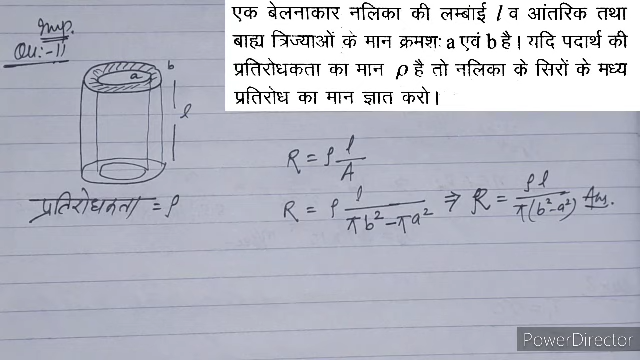 Imp.
Qu:-11
एक बेलनाकार नलिका की लम्बाई l व आंतरिक तथा
बाह्य त्रिज्याओं के मान क्रमशः a एवं b है। यदि पदार्थ की
प्रतिरोधकता का मान ρ है तो नलिका के सिरों के मध्य
प्रतिरोध का मान ज्ञात करो।
b
a
l
प्रतिरोधकता = ρ
R = ρ l/A
R = ρ l/(πb²-πa²) ⇒ R = ρl/(π(b²-a²)) Ans.
PowerDirector